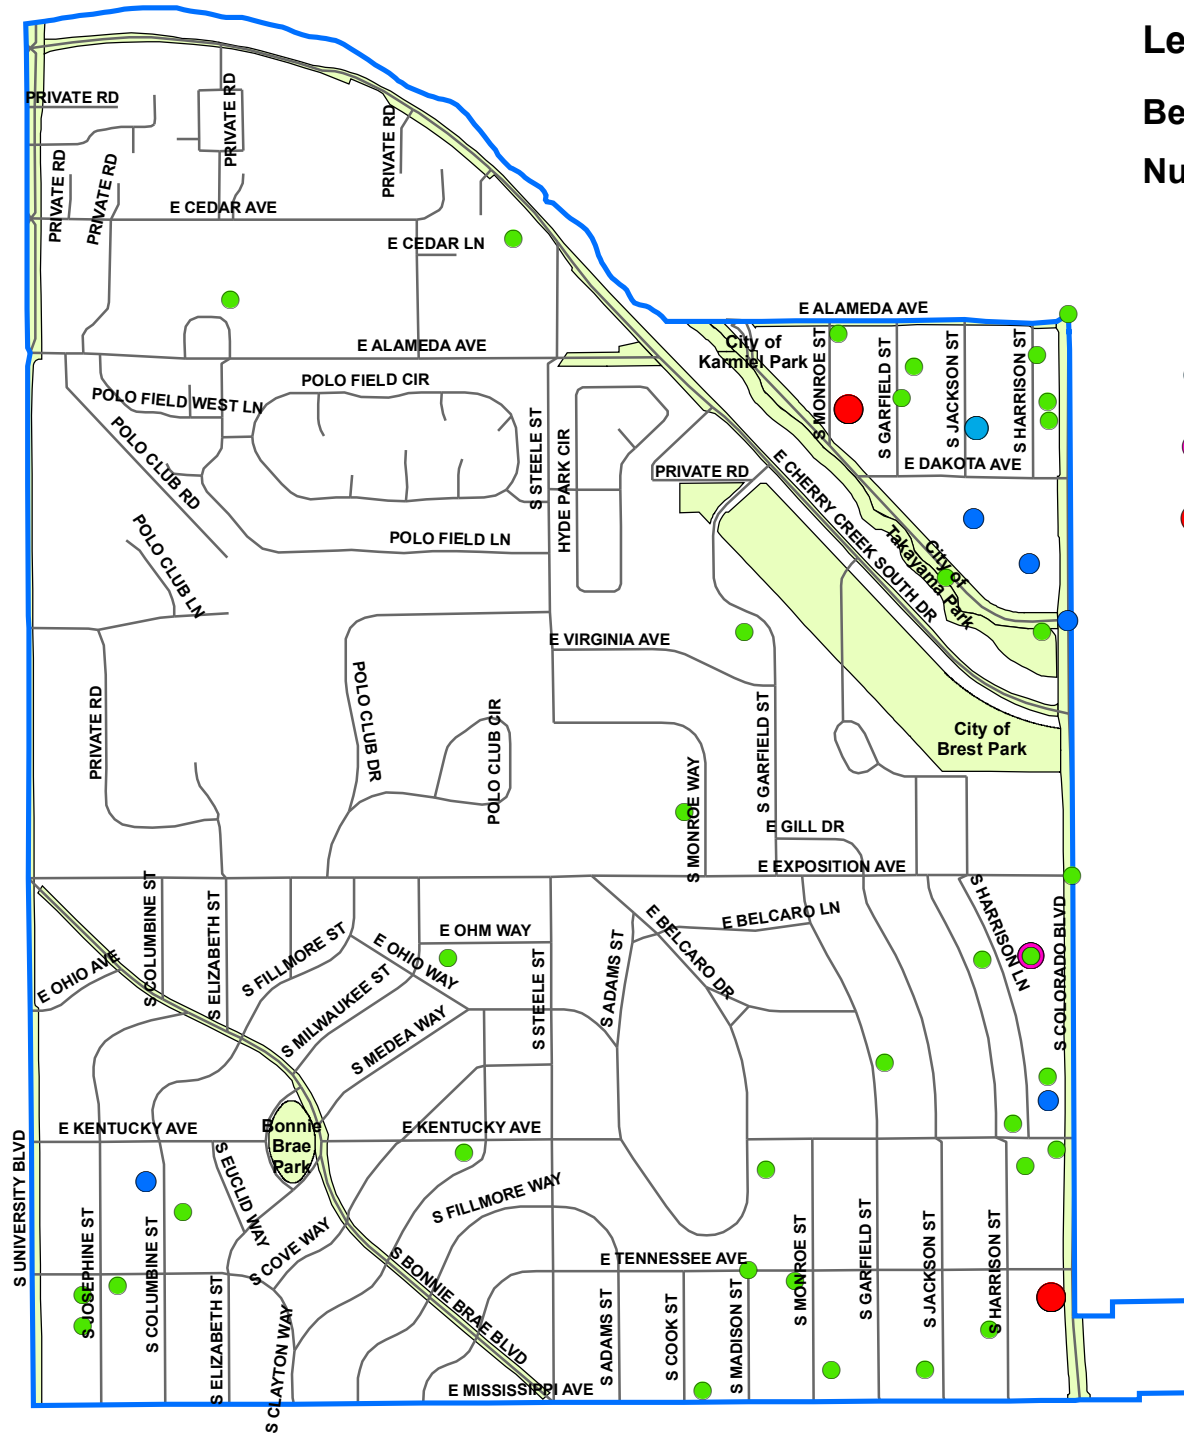 Le
Be
Nu
PRIVATE RD
PRIVATE RD
PRIVATE RD
PRIVATE RD
PRIVATE RD
E CEDAR AVE
E CEDAR LN
E ALAMEDA AVE
City of
Karmiel Park
S MONROE ST
S GARFIELD ST
S JACKSON ST
S HARRISON ST
E ALAMEDA AVE
POLO FIELD CIR
POLO FIELD WEST LN
POLO CLUB RD
S STEELE ST
HYDE PARK CIR
PRIVATE RD
E DAKOTA AVE
E CHERRY CREEK SOUTH DR
City of
Takayama Park
POLO FIELD LN
POLO CLUB LN
E VIRGINIA AVE
PRIVATE RD
POLO CLUB DR
POLO CLUB CIR
S GARFIELD ST
City of
Brest Park
S MONROE WAY
E GILL DR
E EXPOSITION AVE
S COLUMBINE ST
S ELIZABETH ST
S FILLMORE ST
E OHIO AVE
E OHIO WAY
E OHM WAY
E BELCARO LN
E BELCARO DR
S HARRISON LN
S COLORADO BLVD
S MILWAUKEE ST
S MEDEA WAY
S STEELE ST
S ADAMS ST
E KENTUCKY AVE
Bonnie
Brae
Park
E KENTUCKY AVE
S UNIVERSITY BLVD
S EUCLID WAY
S FILLMORE WAY
S COVE WAY
S JOSEPHINE ST
S COLUMBINE ST
S ELIZABETH ST
S CLAYTON WAY
S BONNIE BRAE BLVD
E TENNESSEE AVE
S ADAMS ST
S COOK ST
S MADISON ST
S MONROE ST
S GARFIELD ST
S JACKSON ST
S HARRISON ST
E MISSISSIPPI AVE